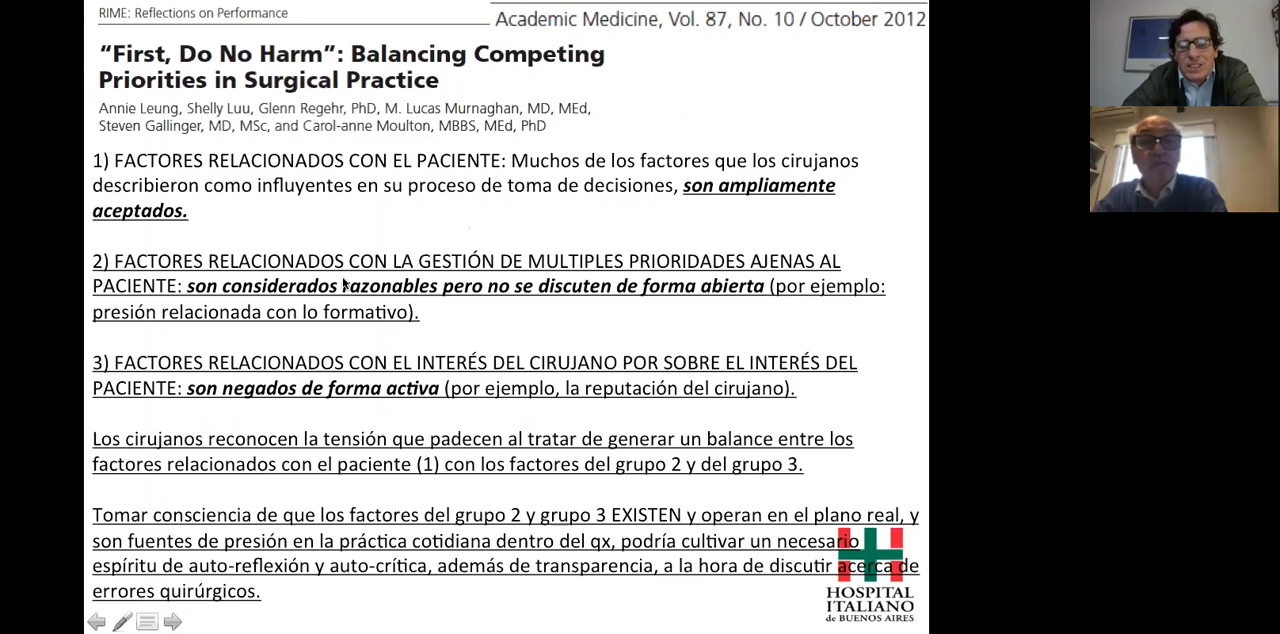 RIME: Reflections on Performance
Academic Medicine, Vol. 87, No. 10 / October 2012
“First, Do No Harm”: Balancing Competing
Priorities in Surgical Practice
Annie Leung, Shelly Luu, Glenn Regehr, PhD, M. Lucas Murnaghan, MD, MEd,
Steven Gallinger, MD, MSc, and Carol-anne Moulton, MBBS, MEd, PhD
1) FACTORES RELACIONADOS CON EL PACIENTE: Muchos de los factores que los cirujanos
describieron como influyentes en su proceso de toma de decisiones, son ampliamente
aceptados.
2) FACTORES RELACIONADOS CON LA GESTIÓN DE MULTIPLES PRIORIDADES AJENAS AL
PACIENTE: son considerados razonables pero no se discuten de forma abierta (por ejemplo:
presión relacionada con lo formativo).
3) FACTORES RELACIONADOS CON EL INTERÉS DEL CIRUJANO POR SOBRE EL INTERÉS DEL
PACIENTE: son negados de forma activa (por ejemplo, la reputación del cirujano).
Los cirujanos reconocen la tensión que padecen al tratar de generar un balance entre los
factores relacionados con el paciente (1) con los factores del grupo 2 y del grupo 3.
Tomar consciencia de que los factores del grupo 2 y grupo 3 EXISTEN y operan en el plano real, y
son fuentes de presión en la práctica cotidiana dentro del qx, podría cultivar un necesario
espíritu de auto-reflexión y auto-crítica, además de transparencia, a la hora de discutir acerca de
errores quirúrgicos.
HOSPITAL
ITALIANO
de BUENOS AIRES